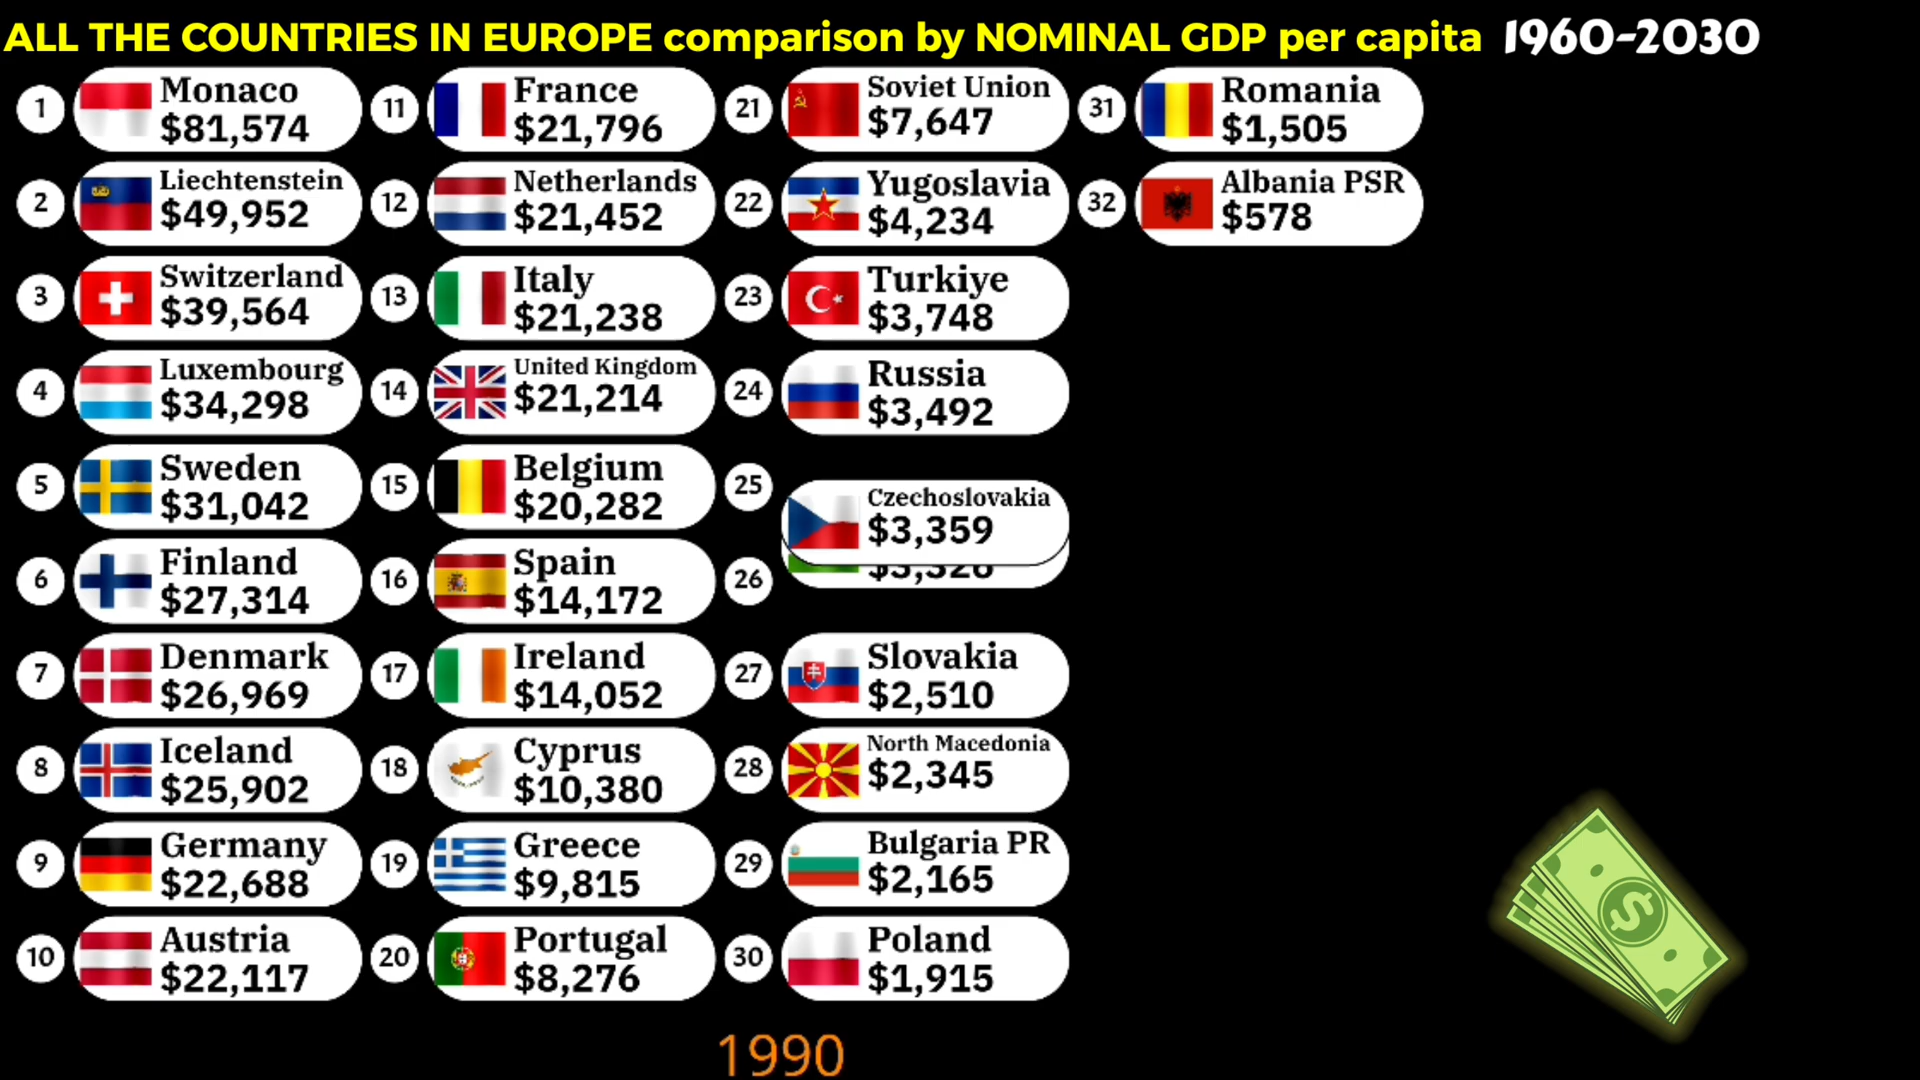 ALL THE COUNTRIES IN EUROPE comparison by NOMINAL GDP per capita 1960-2030
1
Monaco
$81,574
2
Liechtenstein
$49,952
3
Switzerland
$39,564
4
Luxembourg
$34,298
5
Sweden
$31,042
6
Finland
$27,314
7
Denmark
$26,969
8
Iceland
$25,902
9
Germany
$22,688
10
Austria
$22,117
11
France
$21,796
12
Netherlands
$21,452
13
Italy
$21,238
14
United Kingdom
$21,214
15
Belgium
$20,282
16
Spain
$14,172
17
Ireland
$14,052
18
Cyprus
$10,380
19
Greece
$9,815
20
Portugal
$8,276
21
Soviet Union
$7,647
22
Yugoslavia
$4,234
23
Turkiye
$3,748
24
Russia
$3,492
25
Czechoslovakia
$3,359
26
27
Slovakia
$2,510
28
North Macedonia
$2,345
29
Bulgaria PR
$2,165
30
Poland
$1,915
31
Romania
$1,505
32
Albania PSR
$578
1990